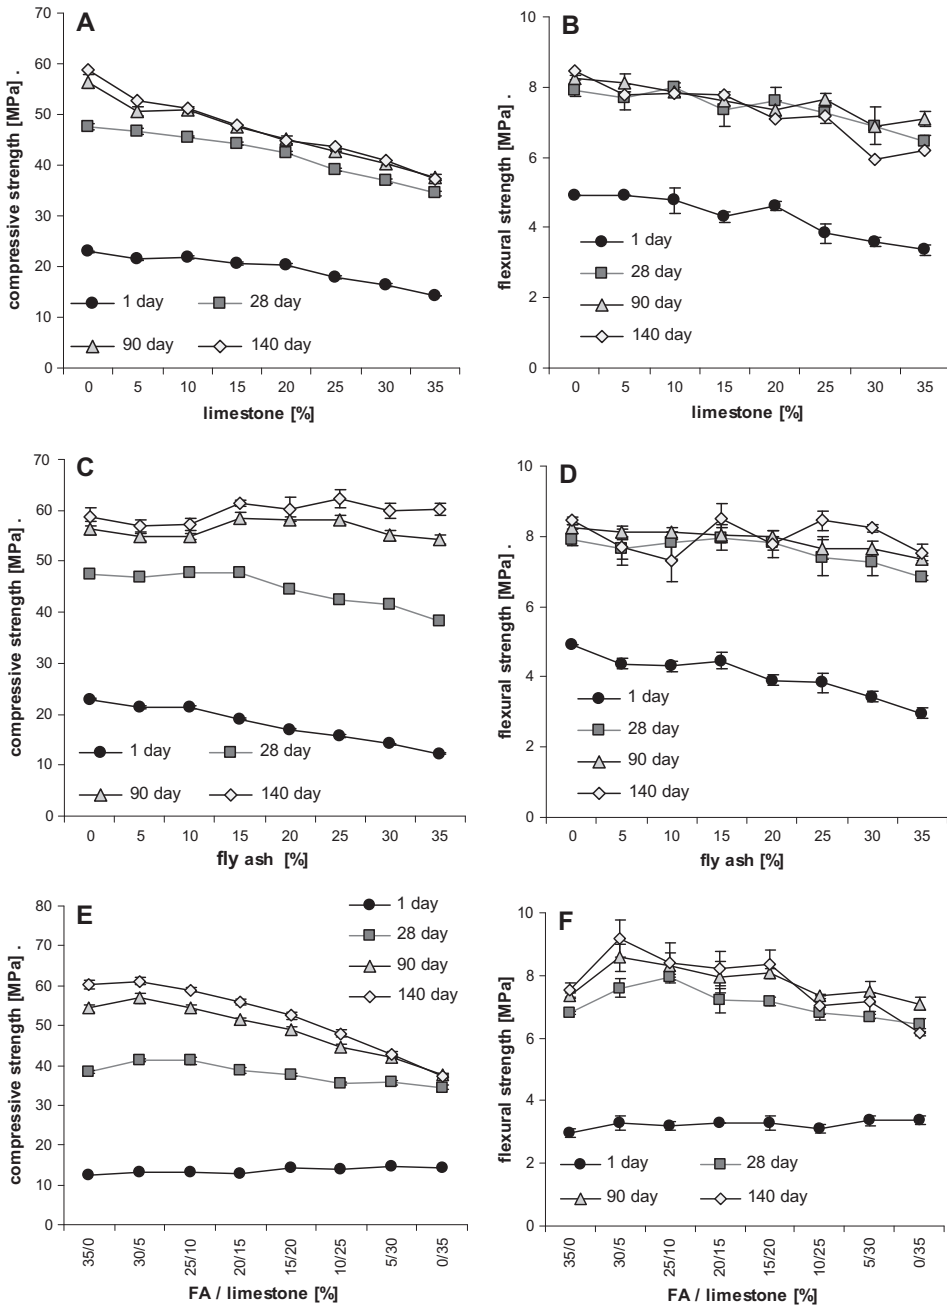 A
compressive strength [MPa] .
70
60
50
40
30
20
10
0
1 day
28 day
90 day
140 day
0 5 10 15 20 25 30 35
limestone [%]
B
flexural strength [MPa] .
10
8
6
4
2
0
1 day
28 day
90 day
140 day
0 5 10 15 20 25 30 35
limestone [%]
C
compressive strength [MPa] .
70
60
50
40
30
20
10
0
1 day
28 day
90 day
140 day
0 5 10 15 20 25 30 35
fly ash [%]
D
flexural strength [MPa] .
10
8
6
4
2
0
1 day
28 day
90 day
140 day
0 5 10 15 20 25 30 35
fly ash [%]
E
compressive strength [MPa] .
80
70
60
50
40
30
20
10
0
1 day
28 day
90 day
140 day
35/0 30/5 25/10 20/15 15/20 10/25 5/30 0/35
FA / limestone [%]
F
flexural strength [MPa]
10
8
6
4
2
0
1 day
28 day
90 day
140 day
35/0 30/5 25/10 20/15 15/20 10/25 5/30 0/35
FA / limestone [%]